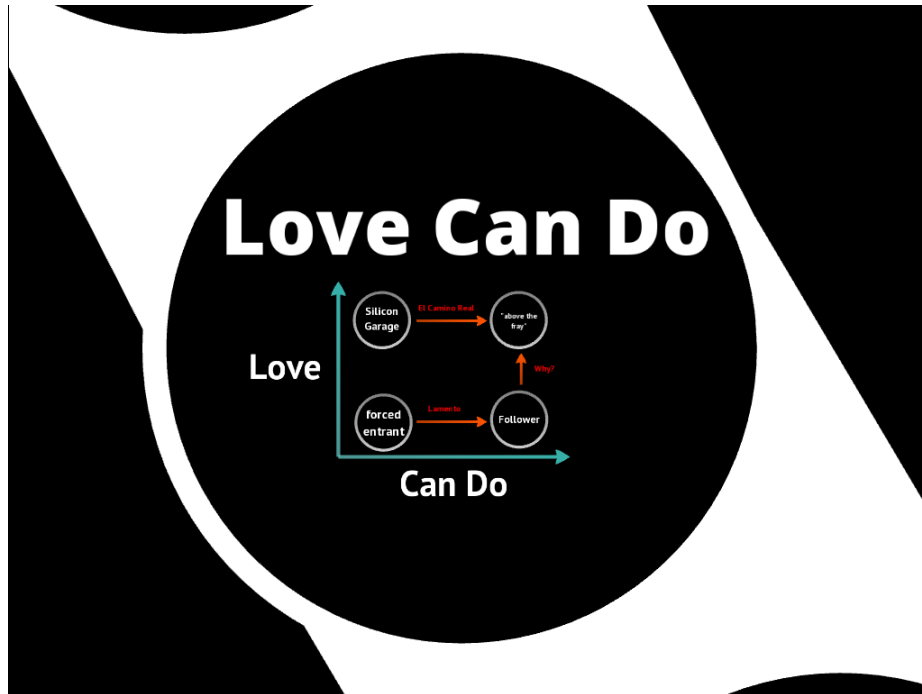 Love Can Do
Silicon
Garage
El Camino Real
"above the
fray"
Love
Why?
forced
entrant
Lamento
Follower
Can Do